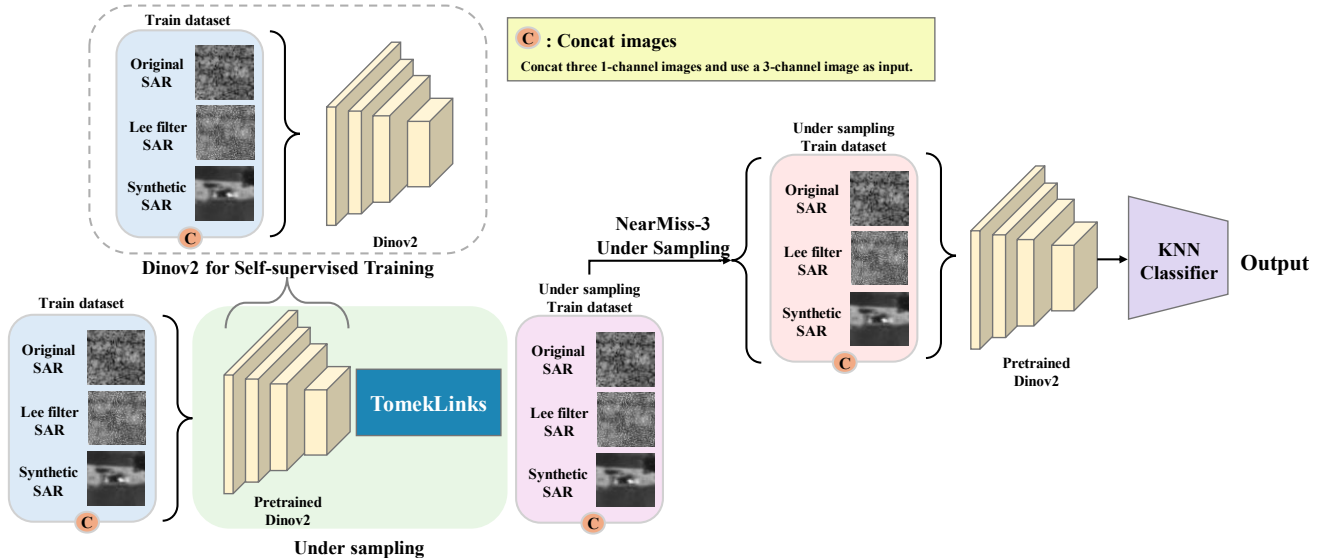 Train dataset
Original
SAR
Lee filter
SAR
Synthetic
SAR
C
Dinov2
Dinov2 for Self-supervised Training
C : Concat images
Concat three 1-channel images and use a 3-channel image as input.
Train dataset
Original
SAR
Lee filter
SAR
Synthetic
SAR
C
TomekLinks
Pretrained
Dinov2
Under sampling
Under sampling
Train dataset
Original
SAR
Lee filter
SAR
Synthetic
SAR
C
NearMiss-3
Under Sampling
Under sampling
Train dataset
Original
SAR
Lee filter
SAR
Synthetic
SAR
C
Pretrained
Dinov2
KNN
Classifier
Output